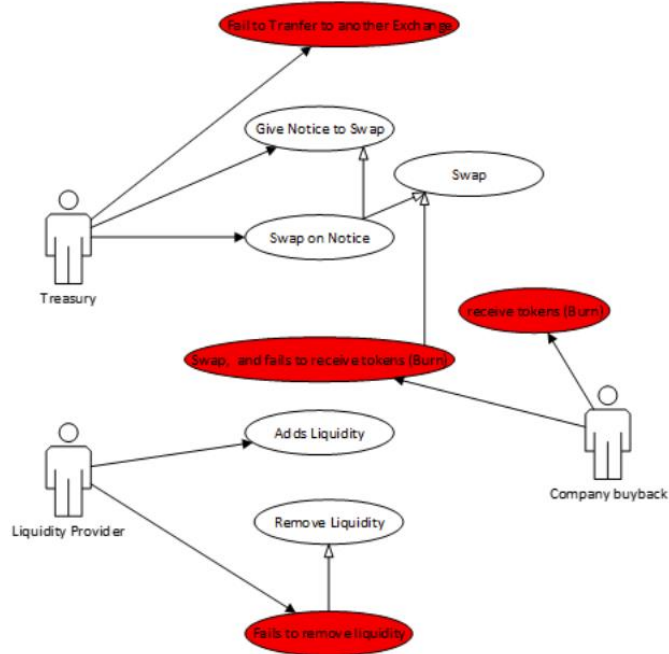 Fail to Tranfer to another Exchange
Give Notice to Swap
Swap
Swap on Notice
Treasury
receive tokens (Burn)
Swap, and fails to receive tokens (Burn)
Adds Liquidity
Company buyback
Liquidity Provider
Remove Liquidity
Fails to remove liquidity